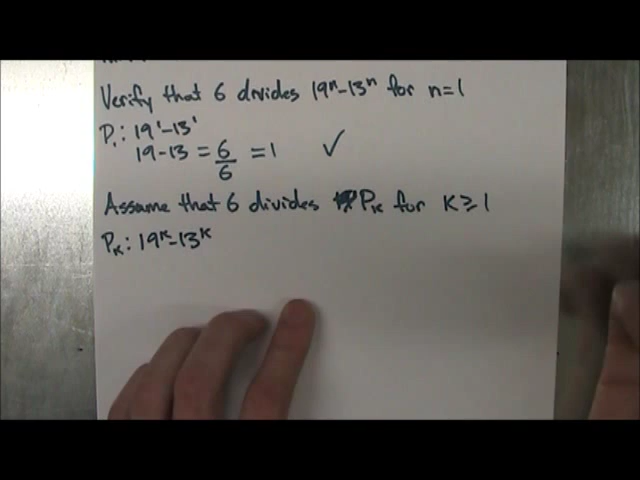 Verify that 6 divides 19ⁿ-13ⁿ for n=1
P₁: 19¹-13¹
19-13 = 6/6 = 1 ✓
Assume that 6 divides Pₖ for K≥1
Pₖ: 19ᴷ-13ᴷ